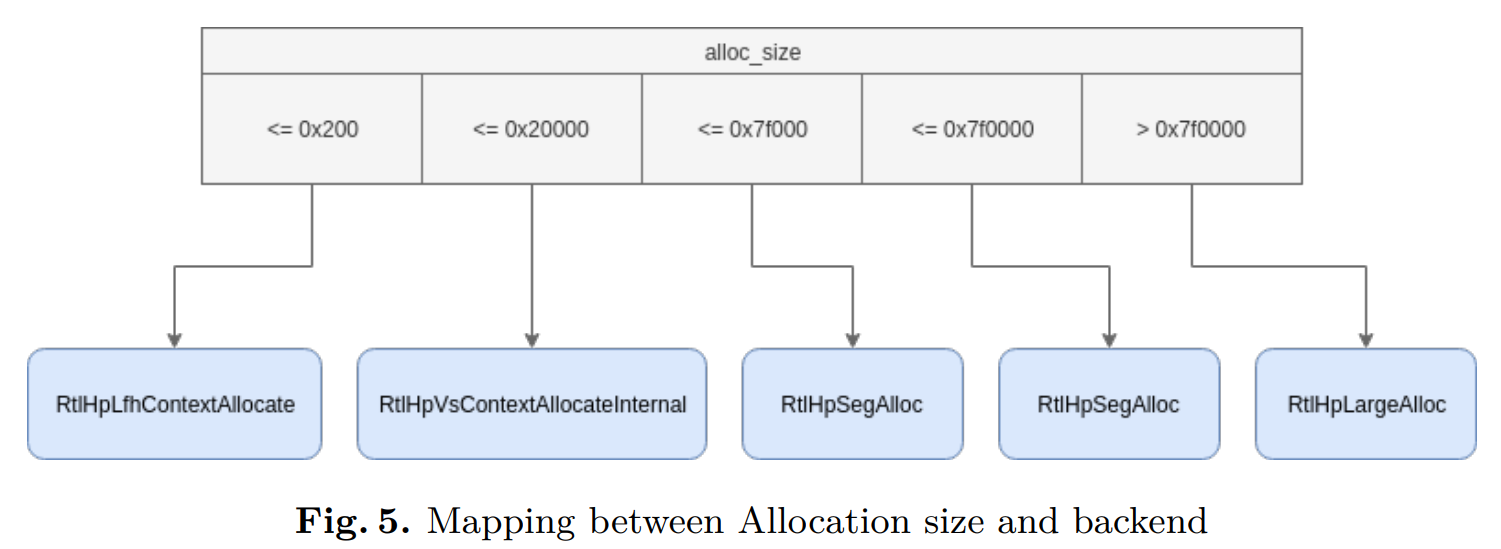 alloc_size
<= 0x200
<= 0x20000
<= 0x7f000
<= 0x7f0000
> 0x7f0000
RtlHpLfhContextAllocate
RtlHpVsContextAllocateInternal
RtlHpSegAlloc
RtlHpSegAlloc
RtlHpLargeAlloc
Fig. 5. Mapping between Allocation size and backend